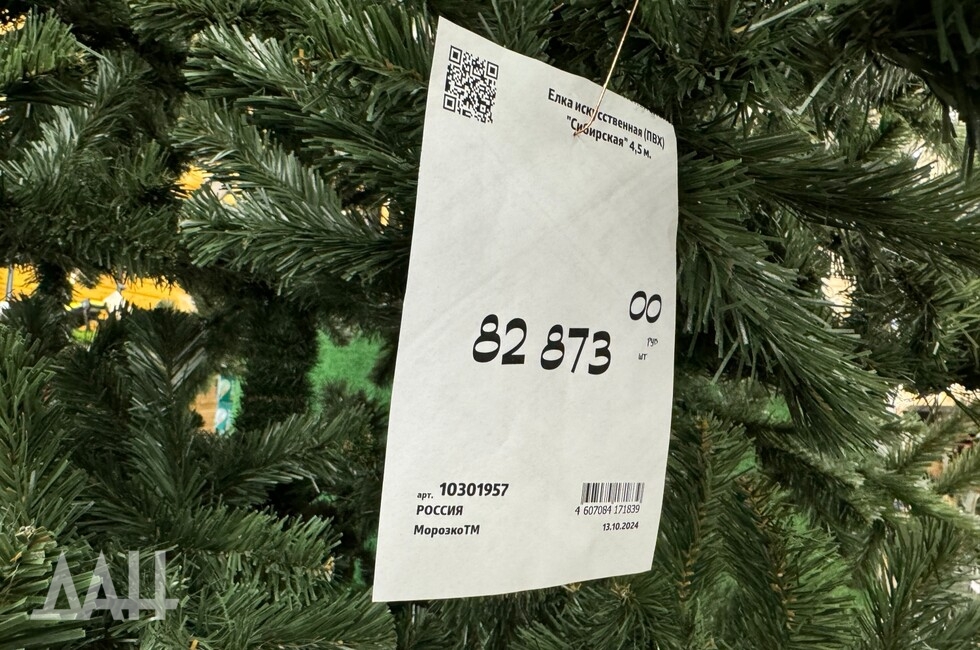 Елка искусственная (ПВХ)
"Сибирская" 4,5 м.
82 873 00
руб
шт
арт. 10301957
РОССИЯ
МорозкоТМ
4 607084 171839
13.10.2024
ДАН